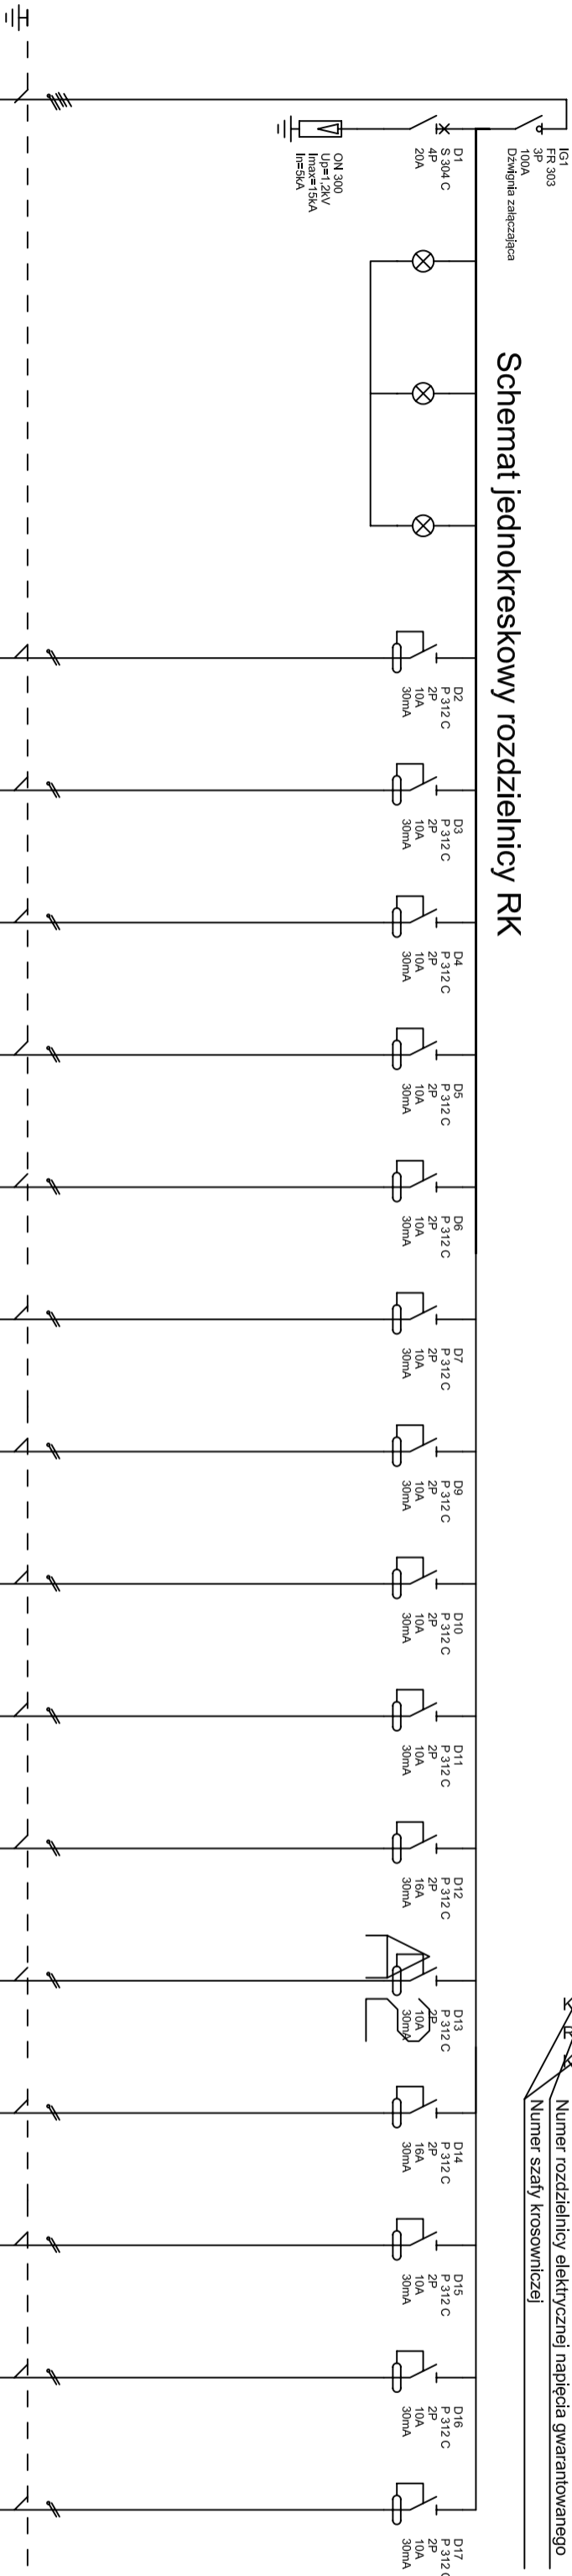 Schemat jednokreskowy rozdzielnicy RK
Numer rozdzielnicy elektrycznej napięcia gwarantowanego
Numer szafy krosowniczej
IG1
FR 303
3P
100A
Dźwignia załączająca
D1
S 304 C
4P
20A
ON 300
Up=1,2kV
Imax=15kA
In=5kA
D2
P 312 C
2P
10A
30mA
D3
P 312 C
2P
10A
30mA
D4
P 312 C
2P
10A
30mA
D5
P 312 C
2P
10A
30mA
D6
P 312 C
2P
10A
30mA
D7
P 312 C
2P
10A
30mA
D9
P 312 C
2P
10A
30mA
D10
P 312 C
2P
10A
30mA
D11
P 312 C
2P
10A
30mA
D12
P 312 C
2P
16A
30mA
D13
P 312 C
2P
10A
30mA
D14
P 312 C
2P
16A
30mA
D15
P 312 C
2P
10A
30mA
D16
P 312 C
2P
10A
30mA
D17
P 312 C
2P
10A
30mA